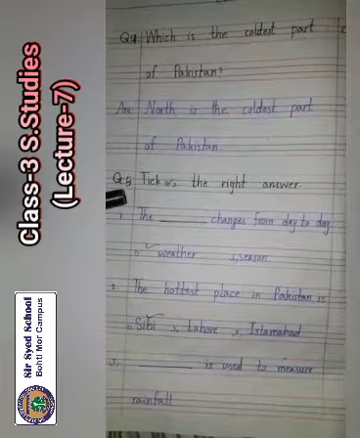 Class-3 S.Studies
(Lecture-7)
Sir Syed School
Bohti Mor Campus
Q4 Which is the coldest part
of Pakistan?
Ans North is the coldest part
of Pakistan.
Q5 Tick ✓ the right answer.
1. The ______ changes from day to day
weather, season
2. The hottest place in Pakistan is
Sibi, Lahore, Islamabad
3. ______ is used to measure
rainfall